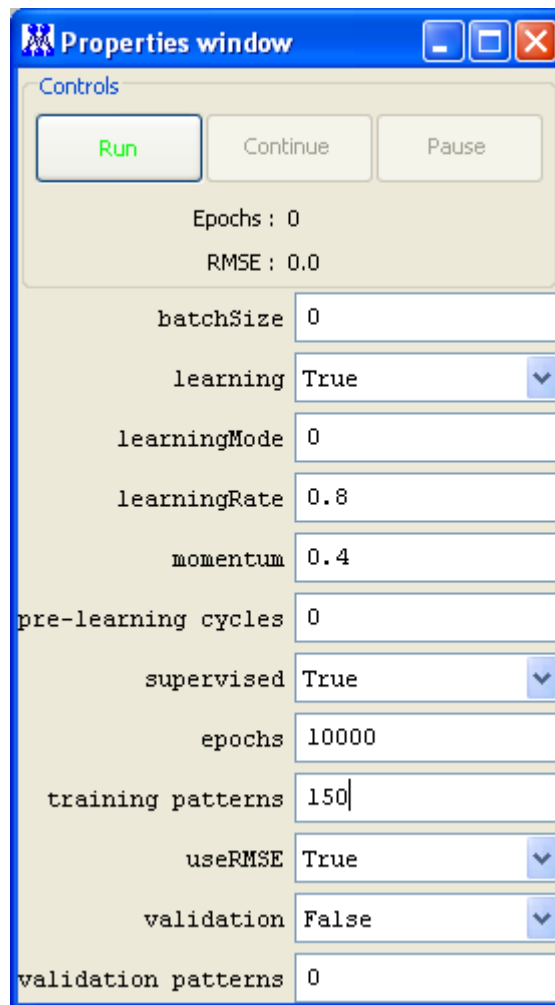 Properties window
Controls
Run Continue Pause
Epochs : 0
RMSE : 0.0
batchSize 0
learning True
learningMode 0
learningRate 0.8
momentum 0.4
pre-learning cycles 0
supervised True
epochs 10000
training patterns 150
useRMSE True
validation False
validation patterns 0